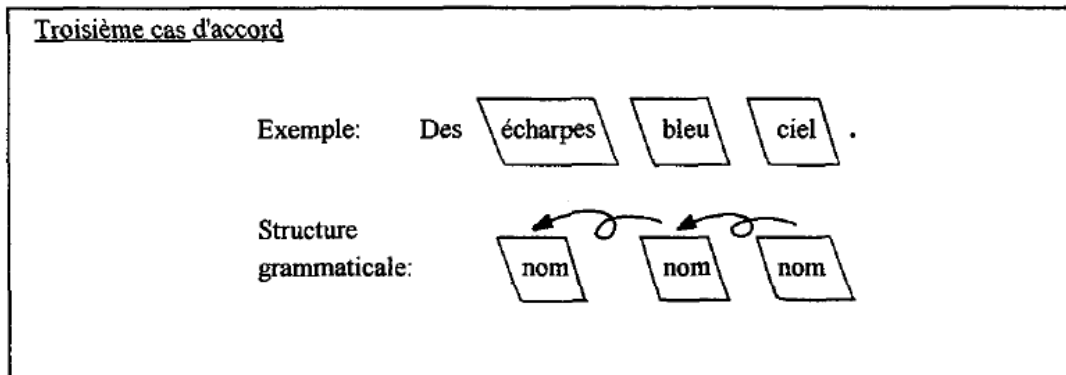 Troisième cas d'accord
Exemple: Des écharpes bleu ciel .
Structure
grammaticale: nom nom nom